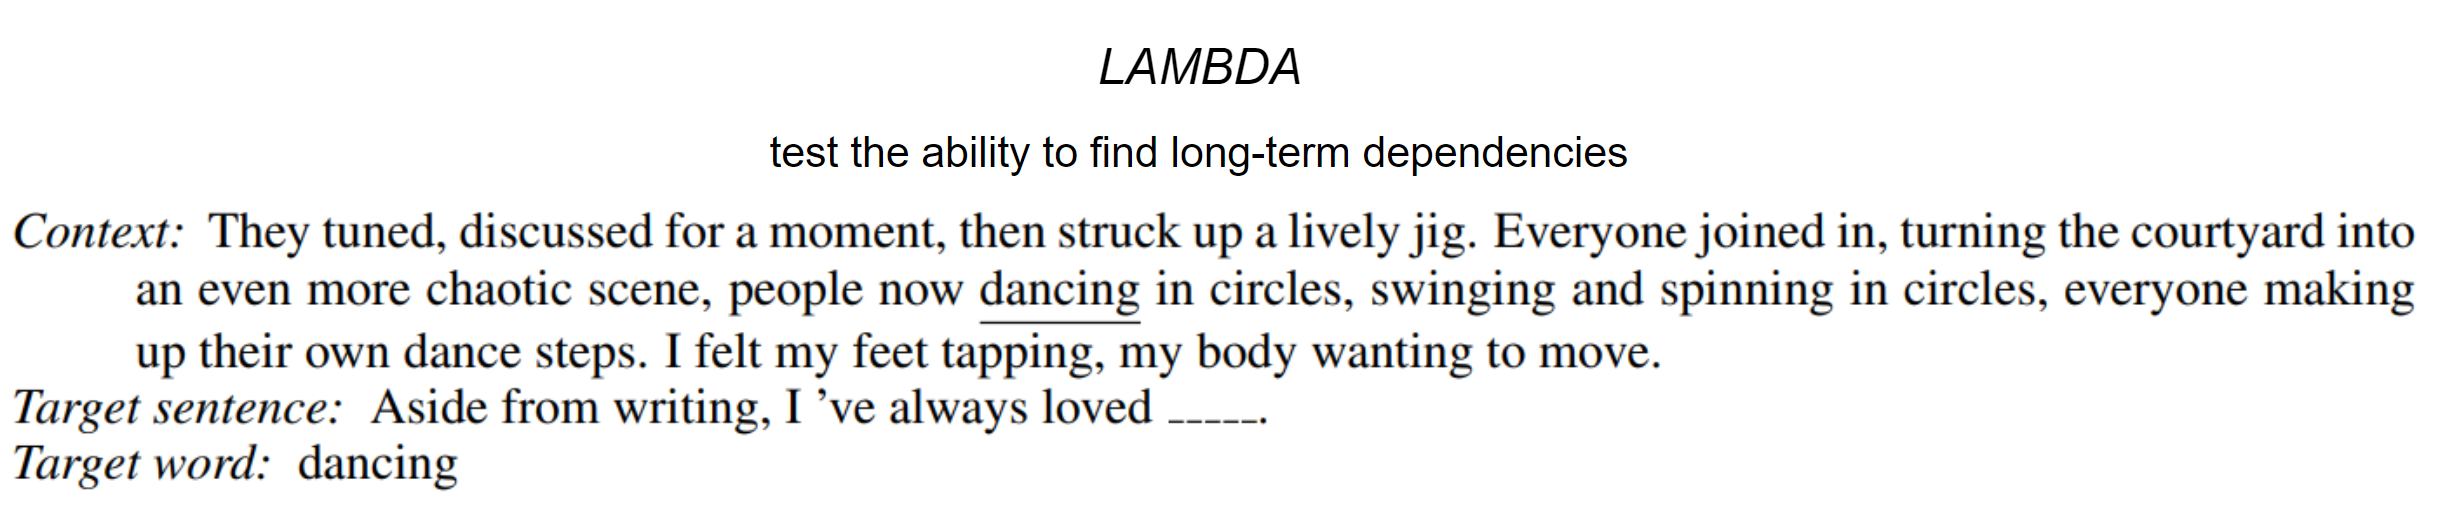 LAMBDA
test the ability to find long-term dependencies
Context: They tuned, discussed for a moment, then struck up a lively jig. Everyone joined in, turning the courtyard into
an even more chaotic scene, people now dancing in circles, swinging and spinning in circles, everyone making
up their own dance steps. I felt my feet tapping, my body wanting to move.
Target sentence: Aside from writing, I 've always loved _____.
Target word: dancing